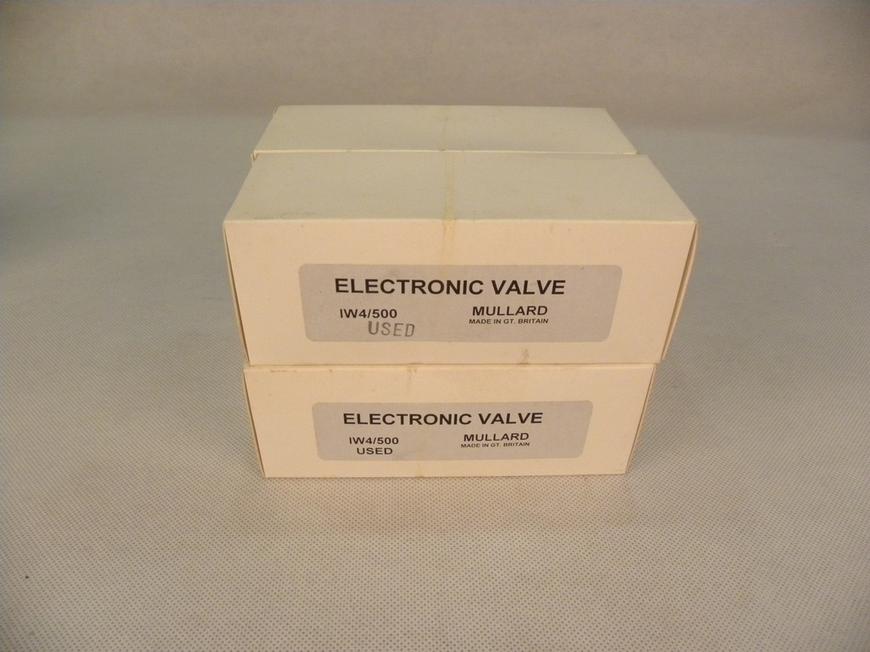 ELECTRONIC VALVE
IW4/500 MULLARD
USED MADE IN GT. BRITAIN
ELECTRONIC VALVE
IW4/500 MULLARD
USED MADE IN GT. BRITAIN